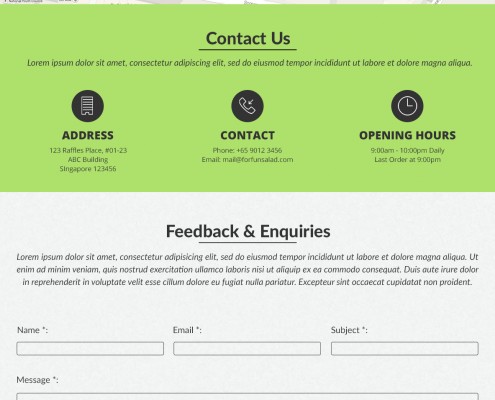 Contact Us
Lorem ipsum dolor sit amet, consectetur adipiscing elit, sed do eiusmod tempor incididunt ut labore et dolore magna aliqua.
ADDRESS
123 Raffles Place, #01-23
ABC Building
SIngapore 123456
CONTACT
Phone: +65 9012 3456
Email: mail@forfunsalad.com
OPENING HOURS
9:00am - 10:00pm Daily
Last Order at 9:00pm
Feedback & Enquiries
Lorem ipsum dolor sit amet, consectetur adipiscing elit, sed do eiusmod tempor incididunt ut labore et dolore magna aliqua. Ut
enim ad minim veniam, quis nostrud exercitation ullamco laboris nisi ut aliquip ex ea commodo consequat. Duis aute irure dolor
in reprehenderit in voluptate velit esse cillum dolore eu fugiat nulla pariatur. Excepteur sint occaecat cupidatat non proident.
Name *:
Email *:
Subject *:
Message *: